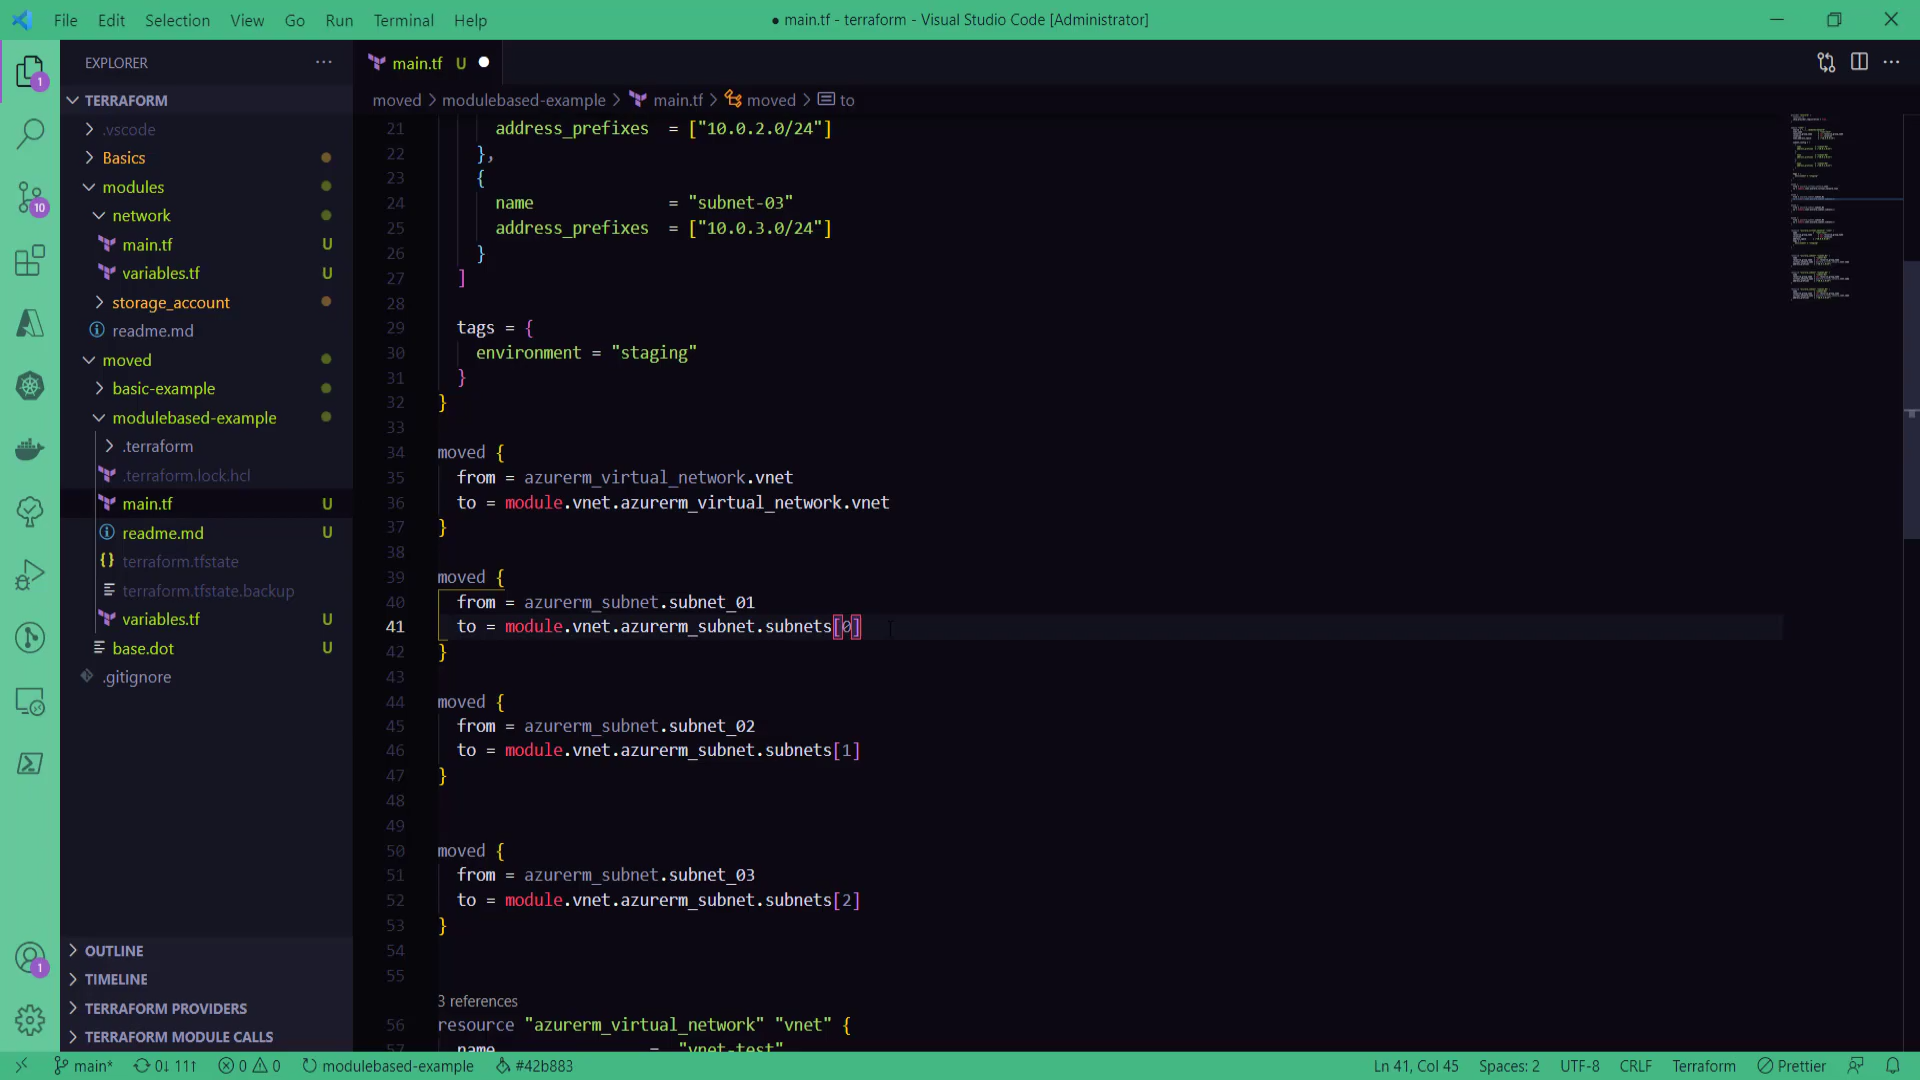 File Edit Selection View Go Run Terminal Help
● main.tf - terraform - Visual Studio Code [Administrator]
EXPLORER
TERRAFORM
.vscode
Basics
modules
network
main.tf U
variables.tf U
storage_account
readme.md
moved
basic-example
modulebased-example
.terraform
.terraform.lock.hcl
main.tf U
readme.md U
terraform.tfstate
terraform.tfstate.backup
variables.tf U
base.dot U
.gitignore
OUTLINE
TIMELINE
TERRAFORM PROVIDERS
TERRAFORM MODULE CALLS
1
10
1
main.tf U
moved > modulebased-example > main.tf > moved > to
21 address_prefixes = ["10.0.2.0/24"]
22 },
23 {
24 name = "subnet-03"
25 address_prefixes = ["10.0.3.0/24"]
26 }
27 ]
28
29 tags = {
30 environment = "staging"
31 }
32 }
33
34 moved {
35 from = azurerm_virtual_network.vnet
36 to = module.vnet.azurerm_virtual_network.vnet
37 }
38
39 moved {
40 from = azurerm_subnet.subnet_01
41 to = module.vnet.azurerm_subnet.subnets[0]
42 }
43
44 moved {
45 from = azurerm_subnet.subnet_02
46 to = module.vnet.azurerm_subnet.subnets[1]
47 }
48
49
50 moved {
51 from = azurerm_subnet.subnet_03
52 to = module.vnet.azurerm_subnet.subnets[2]
53 }
54
55
3 references
56 resource "azurerm_virtual_network" "vnet" {
57 name = "vnet-test"
main* 0↓ 11↑ 0 0 modulebased-example #42b883
Ln 41, Col 45 Spaces: 2 UTF-8 CRLF Terraform Prettier